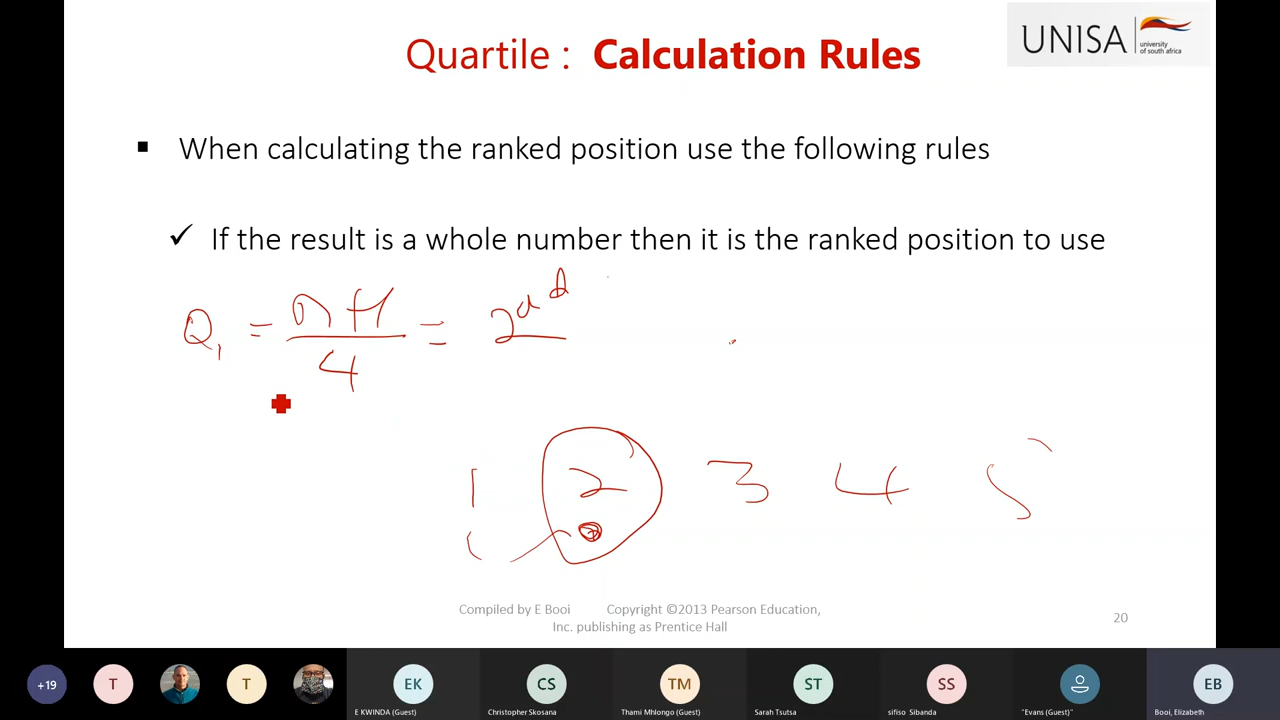 Quartile : Calculation Rules
UNISA | university of south africa
▪ When calculating the ranked position use the following rules
✓ If the result is a whole number then it is the ranked position to use
Q₁ = n+1 / 4 = 2nd
1 2 3 4 5
Compiled by E Booi Copyright ©2013 Pearson Education,
Inc. publishing as Prentice Hall
20
+19 T T EK CS TM ST SS EB
E KWINDA (Guest) Christopher Skosana Thami Mhlongo (Guest) Sarah Tsutsa sifiso Sibanda "Evans (Guest)" Booi, Elizabeth